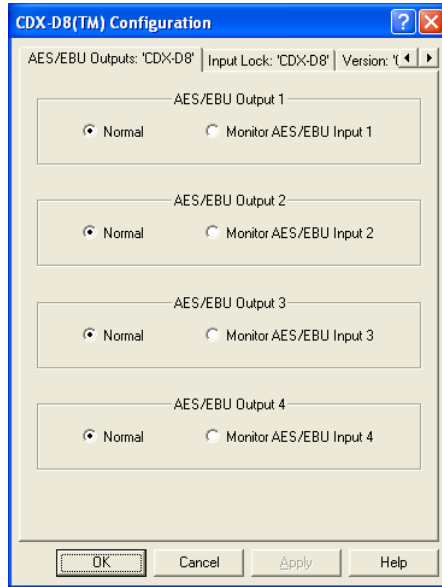 CDX-D8(TM) Configuration
AES/EBU Outputs: 'CDX-D8' Input Lock: 'CDX-D8' Version: '(
AES/EBU Output 1
Normal Monitor AES/EBU Input 1
AES/EBU Output 2
Normal Monitor AES/EBU Input 2
AES/EBU Output 3
Normal Monitor AES/EBU Input 3
AES/EBU Output 4
Normal Monitor AES/EBU Input 4
OK Cancel Apply Help